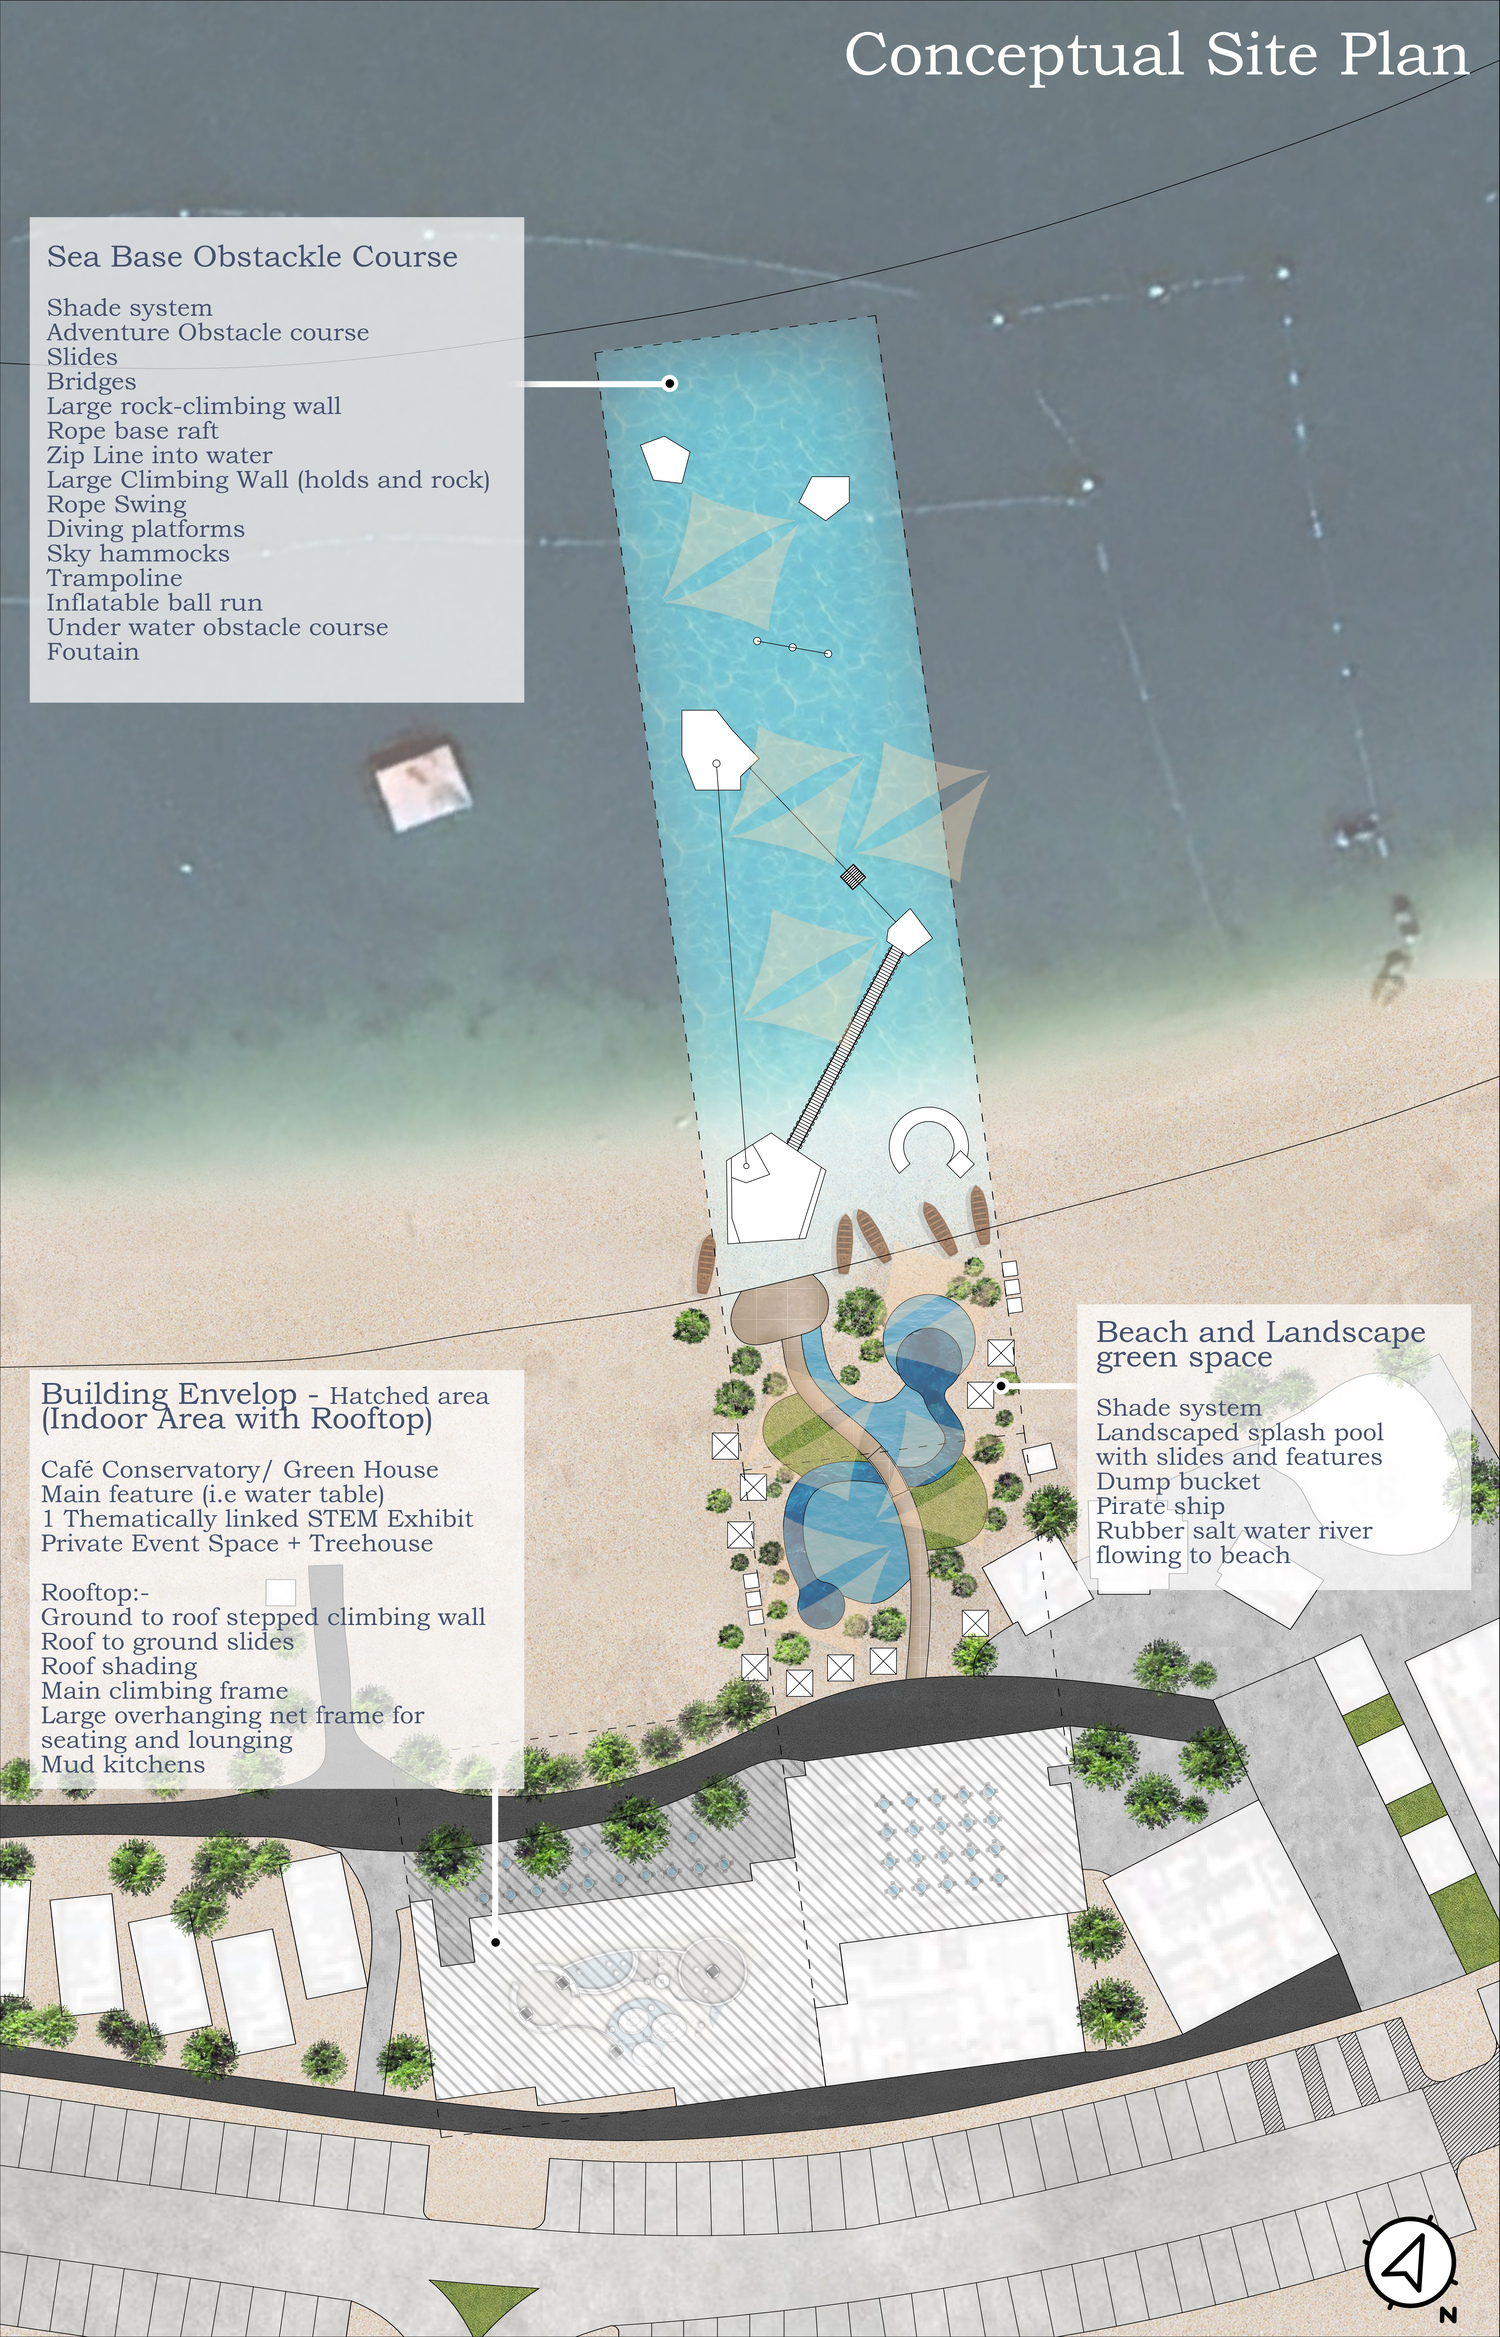 Conceptual Site Plan
Sea Base Obstackle Course
Shade system
Adventure Obstacle course
Slides
Bridges
Large rock-climbing wall
Rope base raft
Zip Line into water
Large Climbing Wall (holds and rock)
Rope Swing
Diving platforms
Sky hammocks
Trampoline
Inflatable ball run
Under water obstacle course
Foutain
Beach and Landscape
green space
Shade system
Landscaped splash pool
with slides and features
Dump bucket
Pirate ship
Rubber salt water river
flowing to beach
Building Envelop - Hatched area
(Indoor Area with Rooftop)
Café Conservatory/ Green House
Main feature (i.e water table)
1 Thematically linked STEM Exhibit
Private Event Space + Treehouse
Rooftop:-
Ground to roof stepped climbing wall
Roof to ground slides
Roof shading
Main climbing frame
Large overhanging net frame for
seating and lounging
Mud kitchens
N